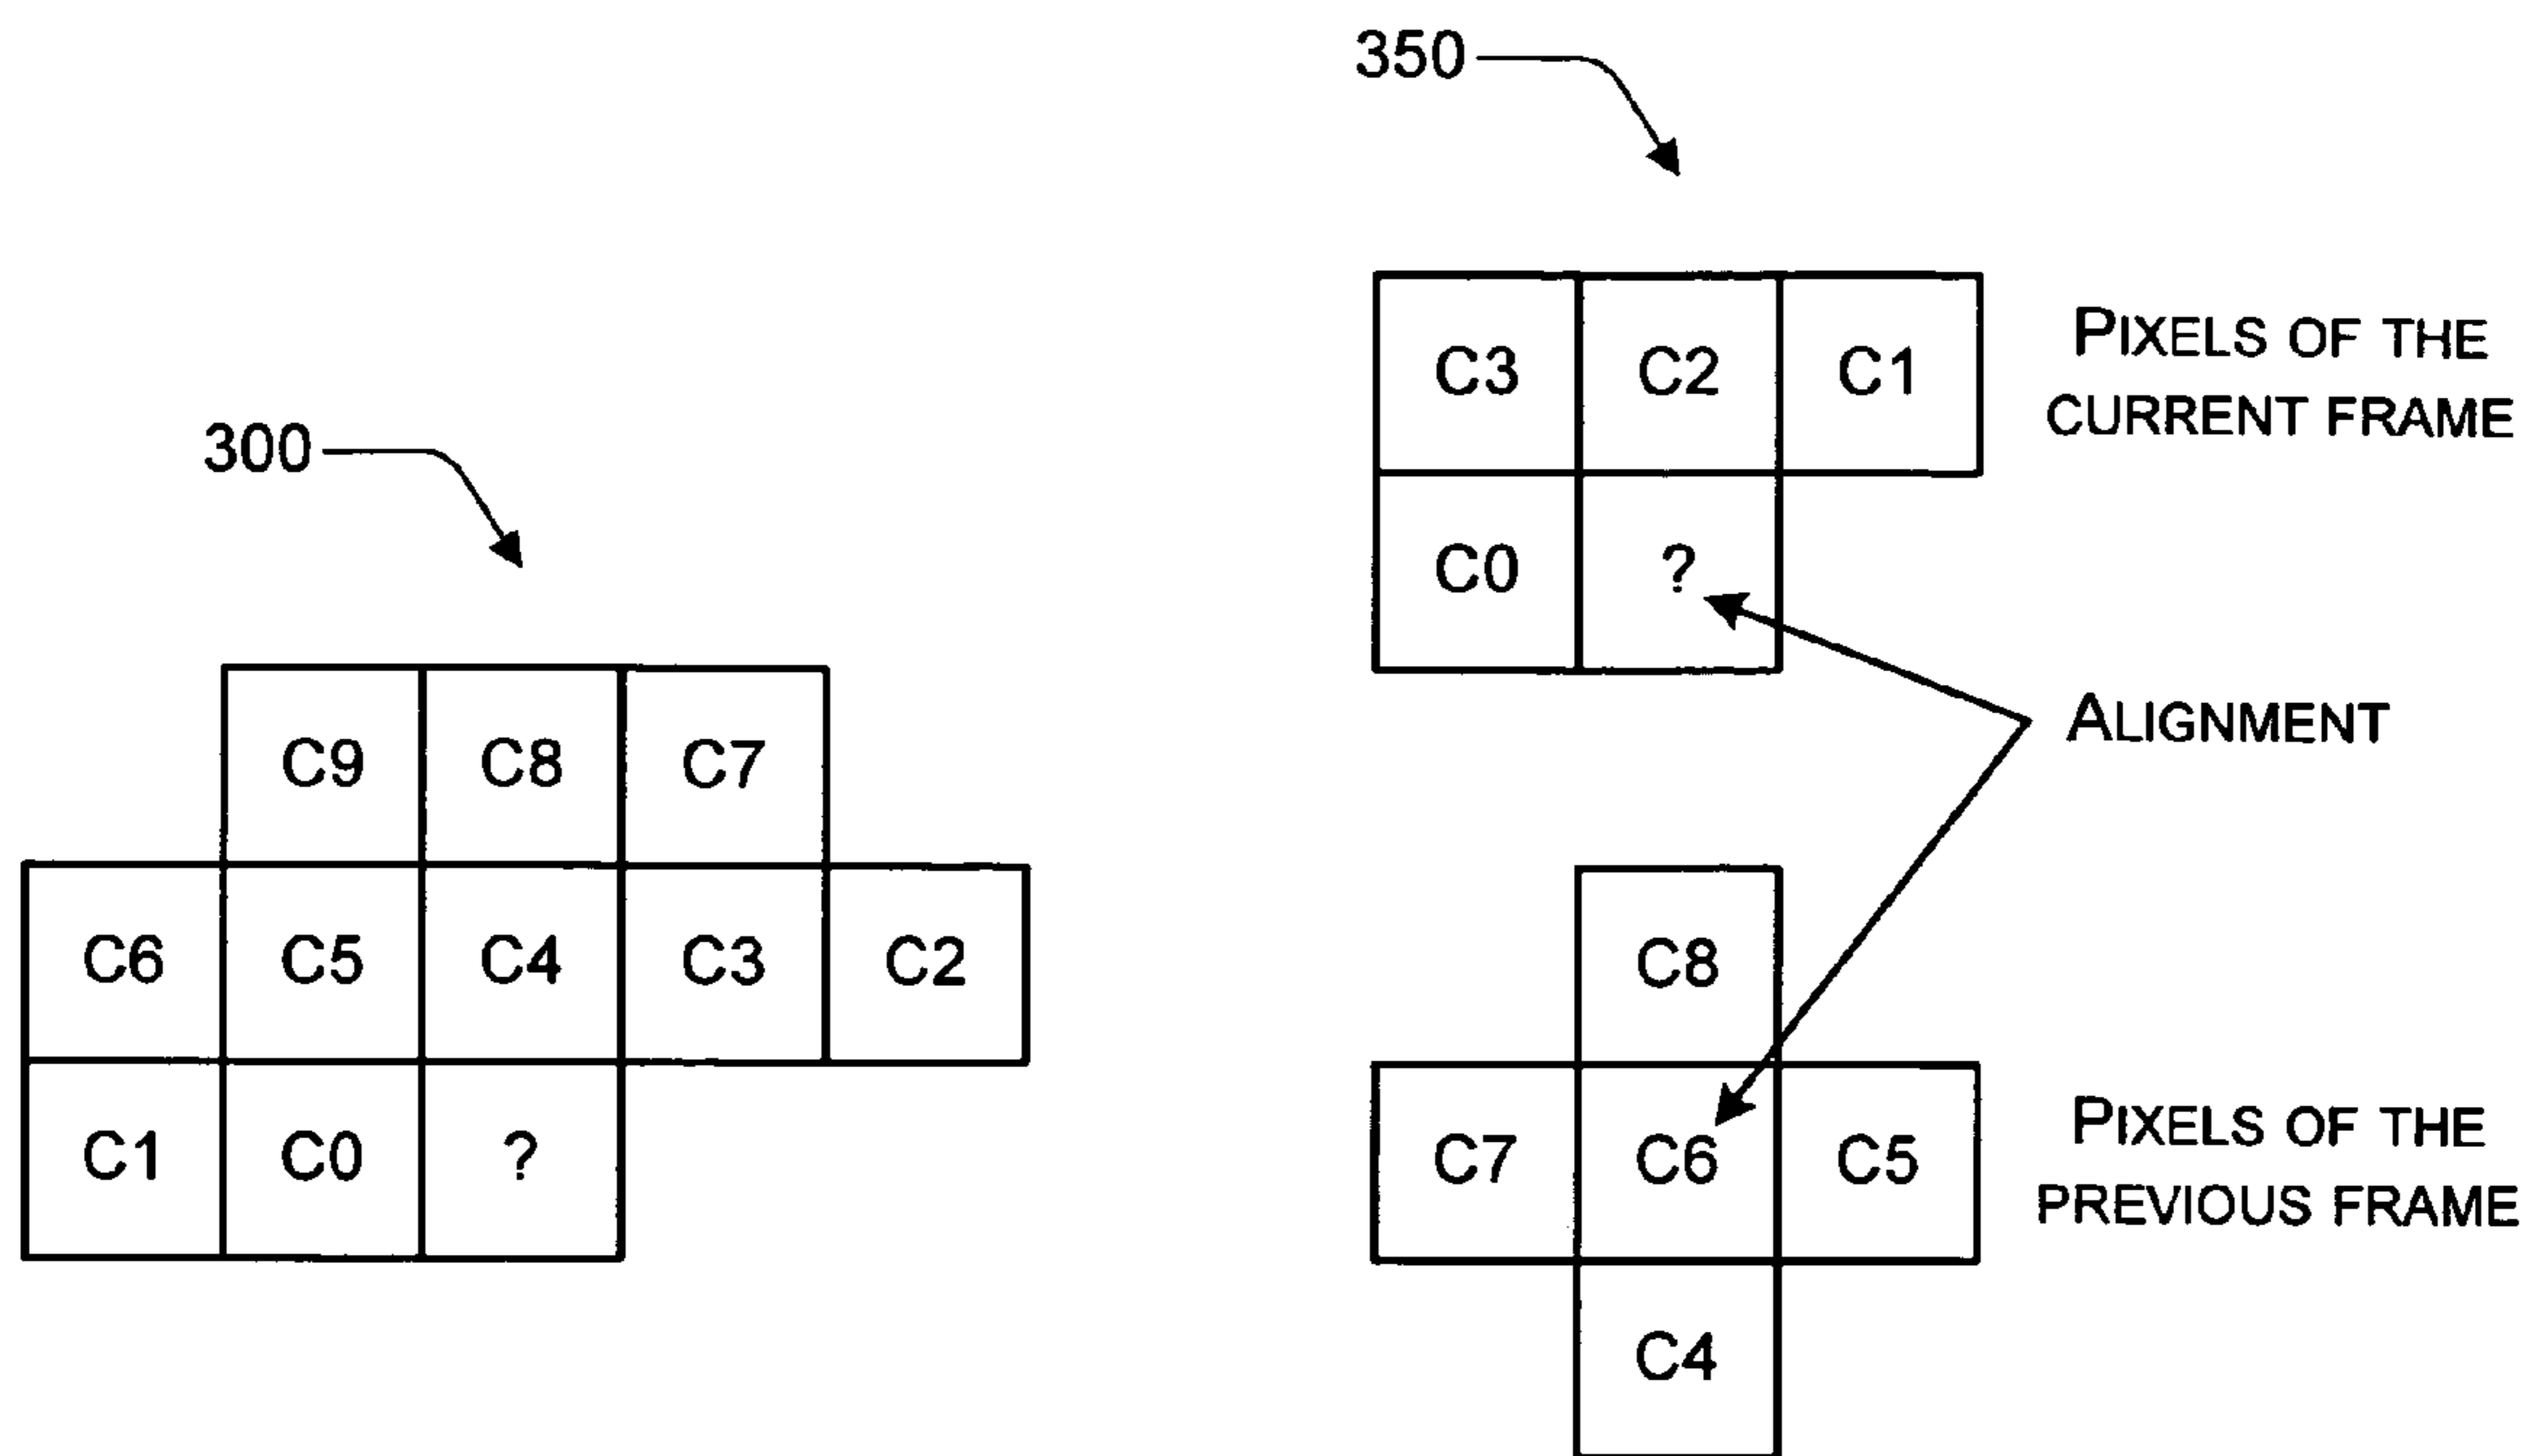 300
C9 C8 C7
C6 C5 C4 C3 C2
C1 C0 ?
350
C3 C2 C1
C0 ?
PIXELS OF THE
CURRENT FRAME
ALIGNMENT
C8
C7 C6 C5
C4
PIXELS OF THE
PREVIOUS FRAME